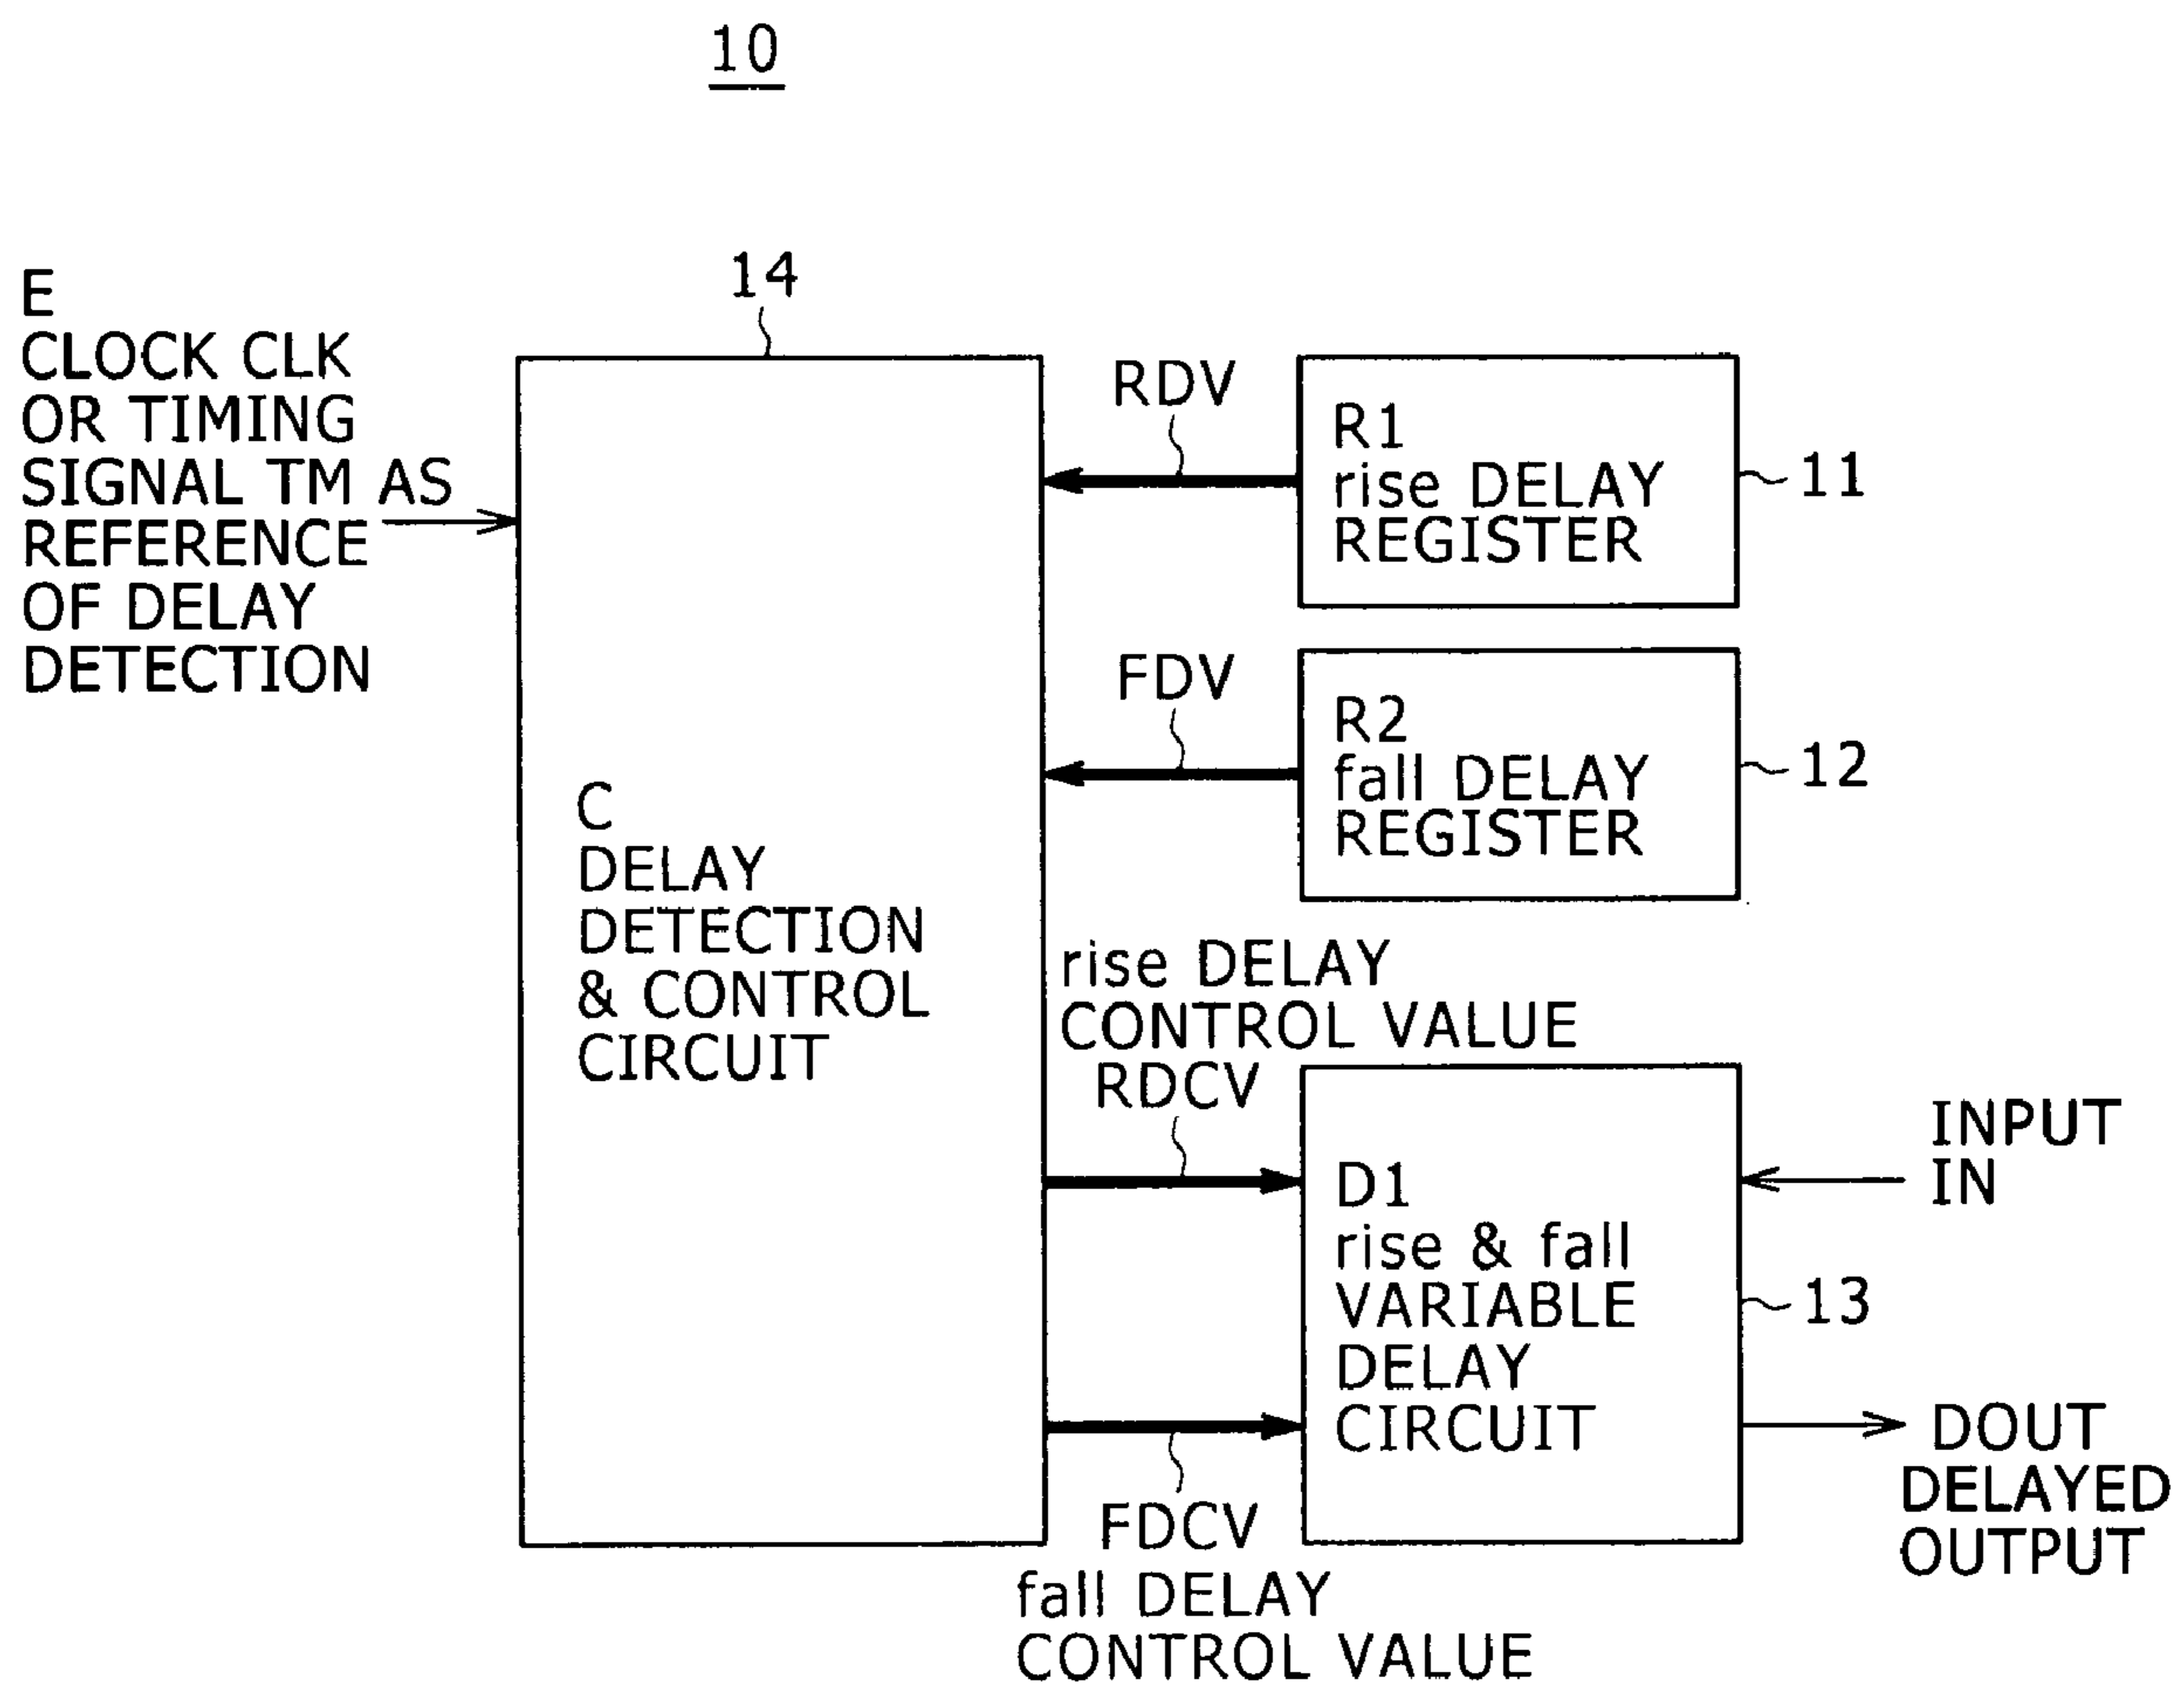 10
14
E
CLOCK CLK
OR TIMING
SIGNAL TM AS
REFERENCE
OF DELAY
DETECTION
C
DELAY
DETECTION
& CONTROL
CIRCUIT
RDV
R1
rise DELAY
REGISTER
11
FDV
R2
fall DELAY
REGISTER
12
rise DELAY
CONTROL VALUE
RDCV
D1
rise & fall
VARIABLE
DELAY
CIRCUIT
13
INPUT
IN
DOUT
DELAYED
OUTPUT
FDCV
fall DELAY
CONTROL VALUE